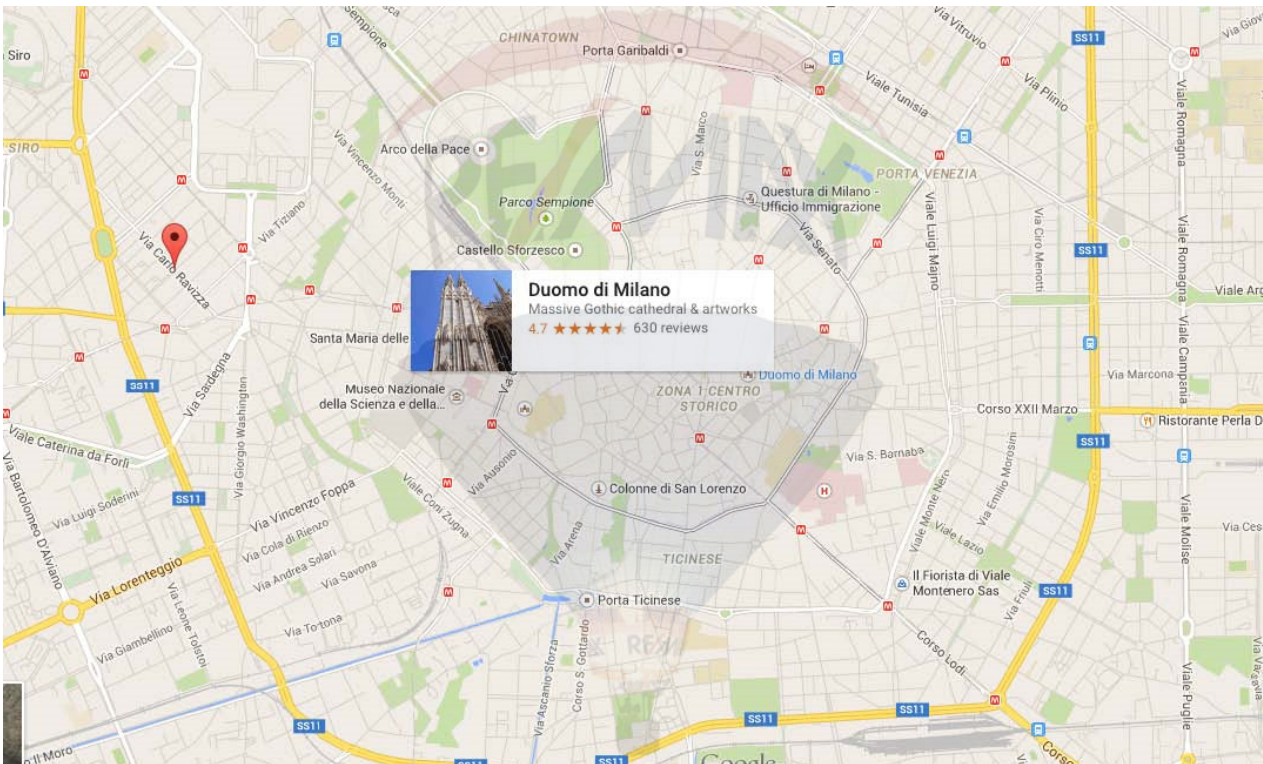 Sempione
CHINATOWN
Porta Garibaldi
Via Vitruvio
SS11
Siro
Viale Tunisia
Via Plinio
Viale Romagna
SIRO
Arco della Pace
Via Vincenzo Monti
Via S. Marco
RE/MAX
PORTA VENEZIA
Parco Sempione
Questura di Milano -
Ufficio Immigrazione
Via Tiziano
Via Carlo Ravizza
Castello Sforzesco
Via Senato
Viale Luigi Majno
Via Ciro Menotti
SS11
Viale Romagna
Duomo di Milano
Massive Gothic cathedral & artworks
4.7 630 reviews
Santa Maria delle
Viale Campania
SS11
Via Sardegna
Museo Nazionale
della Scienza e della...
Duomo di Milano
ZONA 1 CENTRO
STORICO
Via Marcona
Corso XXII Marzo
Ristorante Perla D
SS11
Viale Caterina da Forlì
Via Giorgio Washington
Via Ausonio
Via S. Barnaba
Via Emilio Morosini
Via Bartolomeo D'Alviano
Via Luigi Soderini
SS11
Via Vincenzo Foppa
Viale Coni Zugna
Colonne di San Lorenzo
H
Viale Monte Nero
Viale Molise
Via Cola di Rienzo
Via Arena
Viale Lazio
Via Lorenteggio
Via Andrea Solari
Via Savona
TICINESE
Il Fiorista di Viale
Montenero Sas
Via Friuli
SS11
Via Leone Tolstoi
Via Giambellino
Via Tortona
Porta Ticinese
Corso Lodi
Via Ascanio Sforza
Corso S. Gottardo
Viale Puglie
SS11
SS11
SS11
SS11
SS11
Google